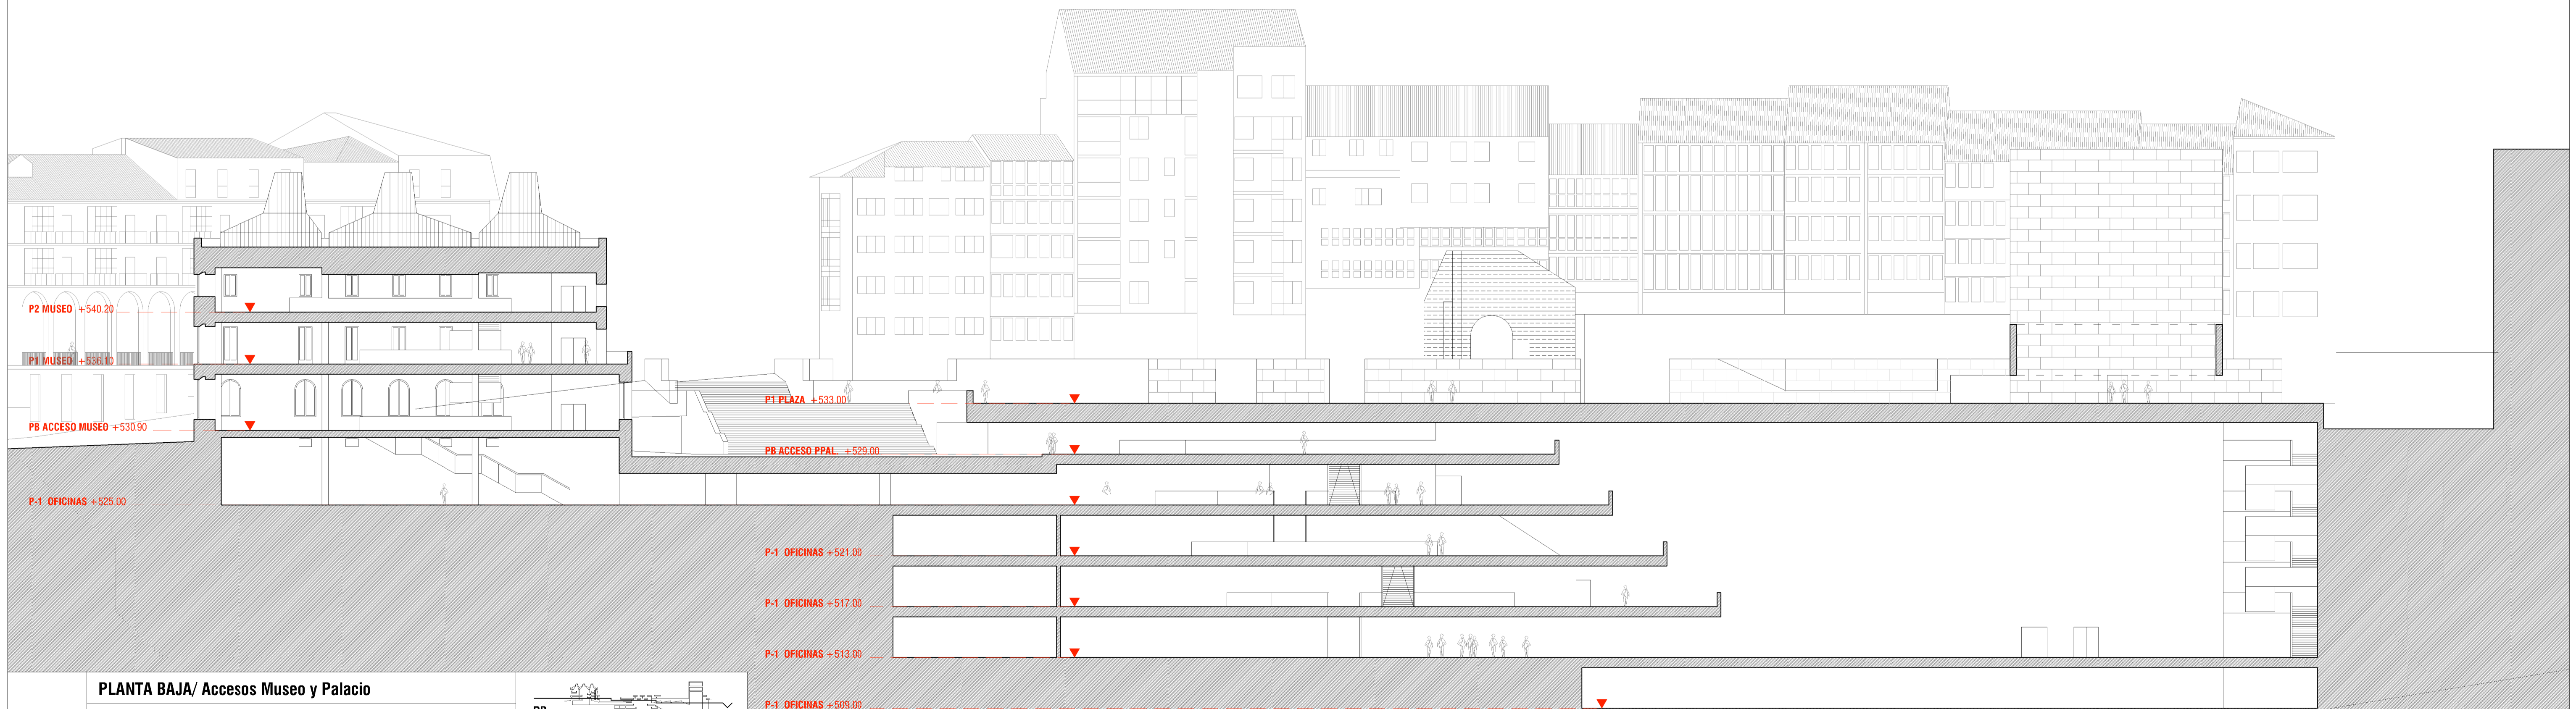 P2 MUSEO +540.20
P1 MUSEO +536.10
PB ACCESO MUSEO +530.90
P-1 OFICINAS +525.00
P1 PLAZA +533.00
PB ACCESO PPAL. +529.00
P-1 OFICINAS +521.00
P-1 OFICINAS +517.00
P-1 OFICINAS +513.00
P-1 OFICINAS +509.00
PLANTA BAJA/ Accesos Museo y Palacio